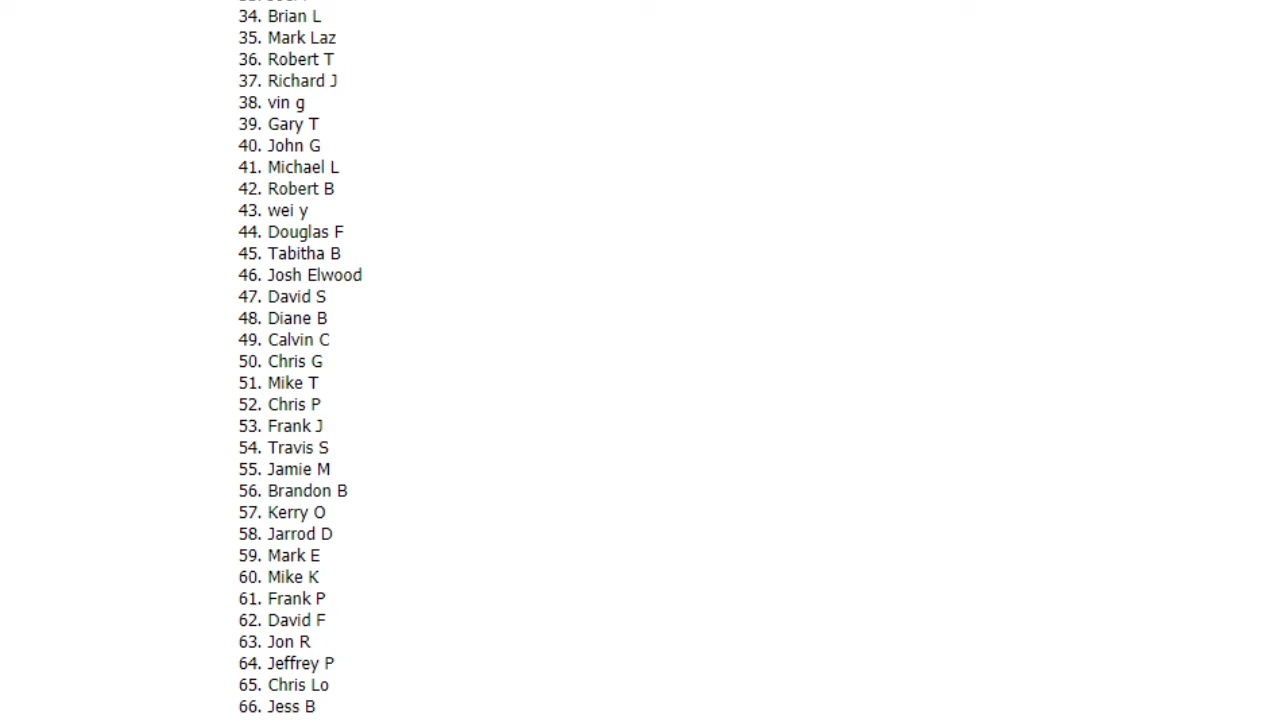 34. Brian L
35. Mark Laz
36. Robert T
37. Richard J
38. vin g
39. Gary T
40. John G
41. Michael L
42. Robert B
43. wei y
44. Douglas F
45. Tabitha B
46. Josh Elwood
47. David S
48. Diane B
49. Calvin C
50. Chris G
51. Mike T
52. Chris P
53. Frank J
54. Travis S
55. Jamie M
56. Brandon B
57. Kerry O
58. Jarrod D
59. Mark E
60. Mike K
61. Frank P
62. David F
63. Jon R
64. Jeffrey P
65. Chris Lo
66. Jess B